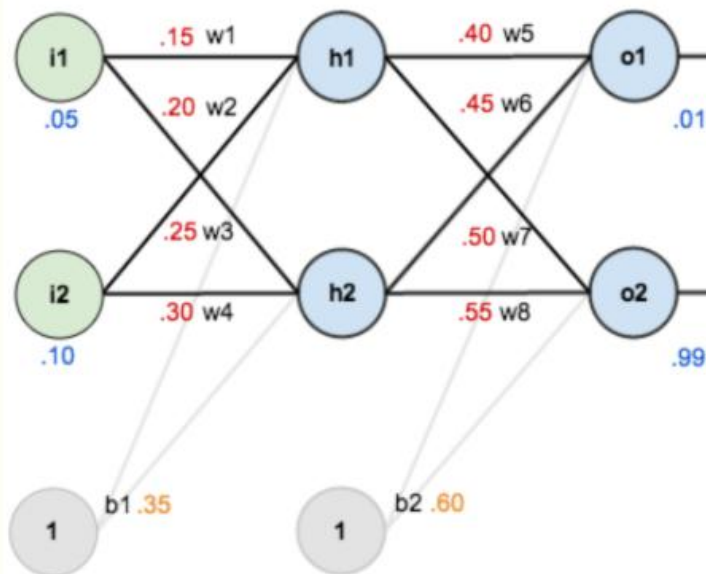 i1
.15 w1
h1
.40 w5
o1
.05
.20 w2
.45 w6
.01
.25 w3
.50 w7
i2
.30 w4
h2
.55 w8
o2
.10
.99
1
b1 .35
1
b2 .60